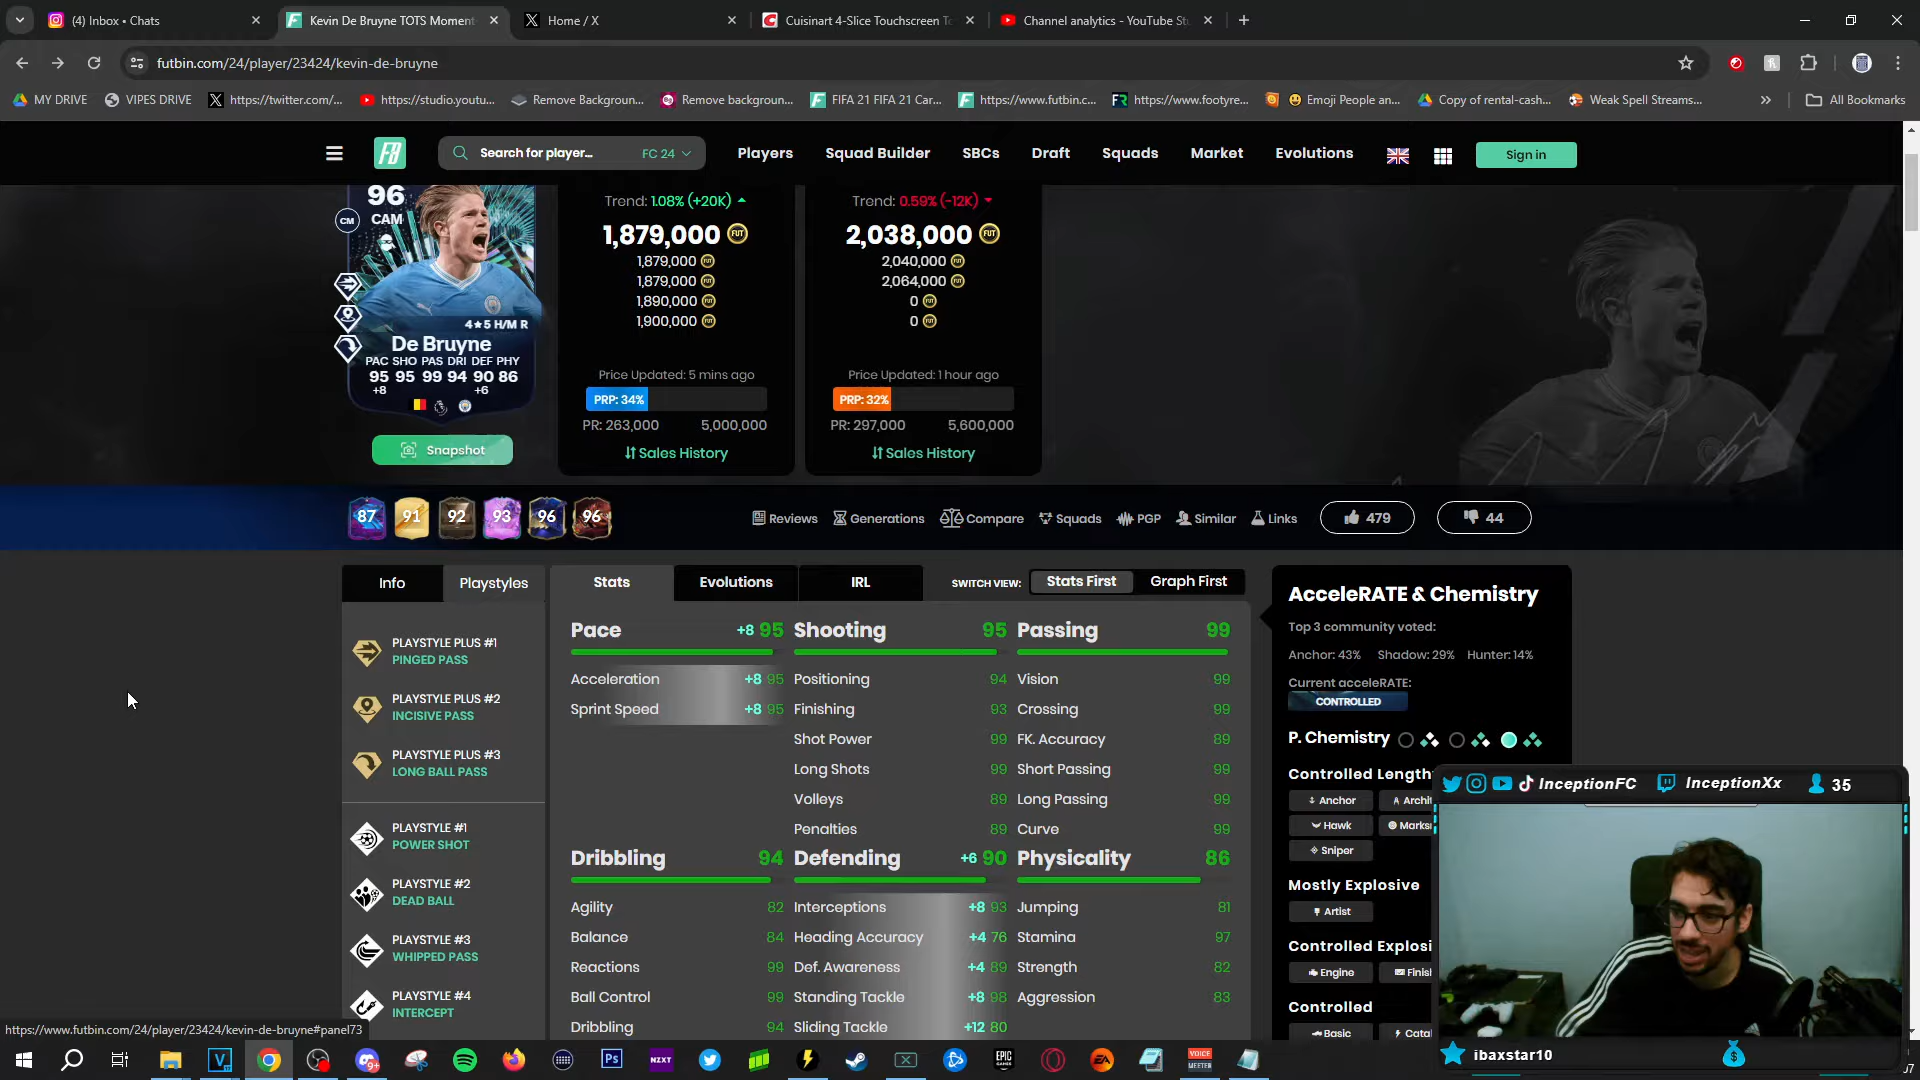 (4) Inbox • Chats
Kevin De Bruyne TOTS Moment
Home / X
Cuisinart 4-Slice Touchscreen T
Channel analytics - YouTube St
futbin.com/24/player/23424/kevin-de-bruyne
MY DRIVE
VIPES DRIVE
https://twitter.com/...
https://studio.youtu...
Remove Backgroun...
Remove backgroun...
FIFA 21 FIFA 21 Car...
https://www.futbin.c...
https://www.footyre...
Emoji People an...
Copy of rental-cash...
Weak Spell Streams...
All Bookmarks
FB
Search for player...
FC 24
Players
Squad Builder
SBCs
Draft
Squads
Market
Evolutions
Sign in
96
CAM
CM
4★5 H/M R
De Bruyne
PAC SHO PAS DRI DEF PHY
95 95 99 94 90 86
+8 +6
Snapshot
Trend: 1.08% (+20K)
1,879,000
1,879,000
1,879,000
1,890,000
1,900,000
Price Updated: 5 mins ago
PRP: 34%
PR: 263,000 5,000,000
Sales History
Trend: 0.59% (-12K)
2,038,000
2,040,000
2,064,000
0
0
Price Updated: 1 hour ago
PRP: 32%
PR: 297,000 5,600,000
Sales History
87 91 92 93 96 96
Reviews
Generations
Compare
Squads
PGP
Similar
Links
479
44
Info
Playstyles
Stats
Evolutions
IRL
SWITCH VIEW:
Stats First
Graph First
PLAYSTYLE PLUS #1
PINGED PASS
PLAYSTYLE PLUS #2
INCISIVE PASS
PLAYSTYLE PLUS #3
LONG BALL PASS
PLAYSTYLE #1
POWER SHOT
PLAYSTYLE #2
DEAD BALL
PLAYSTYLE #3
WHIPPED PASS
PLAYSTYLE #4
INTERCEPT
Pace +8 95
Acceleration +8 95
Sprint Speed +8 95
Shooting 95
Positioning 94
Finishing 93
Shot Power 99
Long Shots 99
Volleys 89
Penalties 89
Passing 99
Vision 99
Crossing 99
FK. Accuracy 89
Short Passing 99
Long Passing 99
Curve 99
Dribbling 94
Agility 82
Balance 84
Reactions 99
Ball Control 99
Dribbling 94
Defending +6 90
Interceptions +8 93
Heading Accuracy +4 76
Def. Awareness +4 89
Standing Tackle +8 98
Sliding Tackle +12 80
Physicality 86
Jumping 81
Stamina 97
Strength 82
Aggression 83
AcceleRATE & Chemistry
Top 3 community voted:
Anchor: 43% Shadow: 29% Hunter: 14%
Current acceleRATE:
CONTROLLED
P. Chemistry
Controlled Length
Anchor
Archi
Hawk
Marks
Sniper
Mostly Explosive
Artist
Controlled Explosi
Engine
Finis
Controlled
Basic
Cata
InceptionFC
InceptionXx
35
ibaxstar10
https://www.futbin.com/24/player/23424/kevin-de-bruyne#panel73
9+
Ps
NZXT
EPIC GAMES
EA
VOICE MEETER